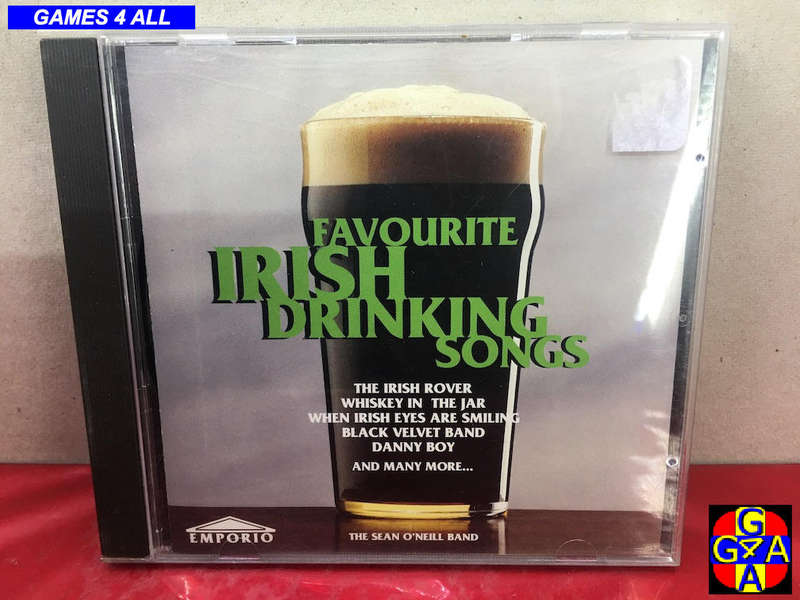 GAMES 4 ALL
FAVOURITE
IRISH
DRINKING
SONGS
THE IRISH ROVER
WHISKEY IN THE JAR
WHEN IRISH EYES ARE SMILING
BLACK VELVET BAND
DANNY BOY
AND MANY MORE...
EMPORIO
THE SEAN O'NEILL BAND
G
G4A
A